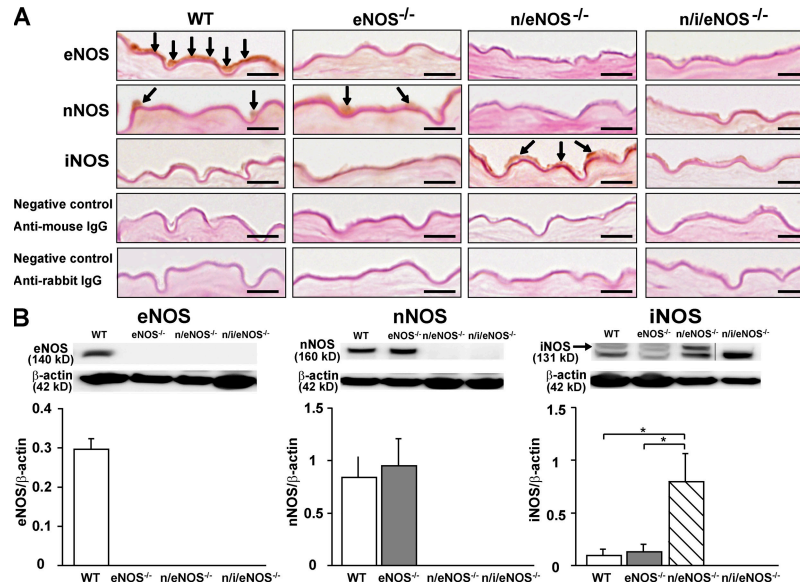 A
WT eNOS⁻/⁻ n/eNOS⁻/⁻ n/i/eNOS⁻/⁻
eNOS
nNOS
iNOS
Negative control
Anti-mouse IgG
Negative control
Anti-rabbit IgG
B
eNOS nNOS iNOS
WT eNOS⁻/⁻ n/eNOS⁻/⁻ n/i/eNOS⁻/⁻
eNOS
(140 kD)
β-actin
(42 kD)
WT eNOS⁻/⁻ n/eNOS⁻/⁻ n/i/eNOS⁻/⁻
nNOS
(160 kD)
β-actin
(42 kD)
WT eNOS⁻/⁻ n/eNOS⁻/⁻ n/i/eNOS⁻/⁻
iNOS
(131 kD)
β-actin
(42 kD)
eNOS/β-actin
0.4
0.3
0.2
0.1
0
WT eNOS⁻/⁻ n/eNOS⁻/⁻ n/i/eNOS⁻/⁻
nNOS/β-actin
1.5
1
0.5
0
WT eNOS⁻/⁻ n/eNOS⁻/⁻ n/i/eNOS⁻/⁻
iNOS/β-actin
1.5
1
0.5
0
*
*
WT eNOS⁻/⁻ n/eNOS⁻/⁻ n/i/eNOS⁻/⁻